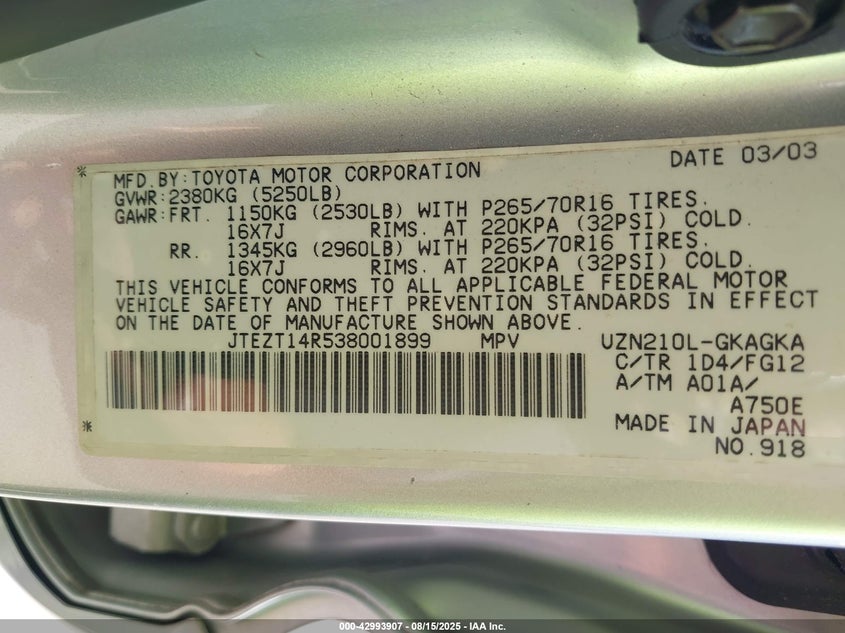 DATE 03/03
MFD.BY:TOYOTA MOTOR CORPORATION
GVWR:2380KG (5250LB)
GAWR:FRT. 1150KG (2530LB) WITH P265/70R16 TIRES.
16X7J RIMS. AT 220KPA (32PSI) COLD.
RR. 1345KG (2960LB) WITH P265/70R16 TIRES.
16X7J RIMS. AT 220KPA (32PSI) COLD.
THIS VEHICLE CONFORMS TO ALL APPLICABLE FEDERAL MOTOR
VEHICLE SAFETY AND THEFT PREVENTION STANDARDS IN EFFECT
ON THE DATE OF MANUFACTURE SHOWN ABOVE.
JTEZT14R538001899 MPV UZN210L-GKAGKA
C/TR 1D4/FG12
A/TM A01A/
A750E
MADE IN JAPAN
NO.918
000-42993907 - 08/15/2025 - IAA Inc.